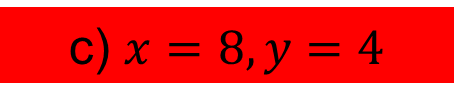 c) x = 8, y = 4